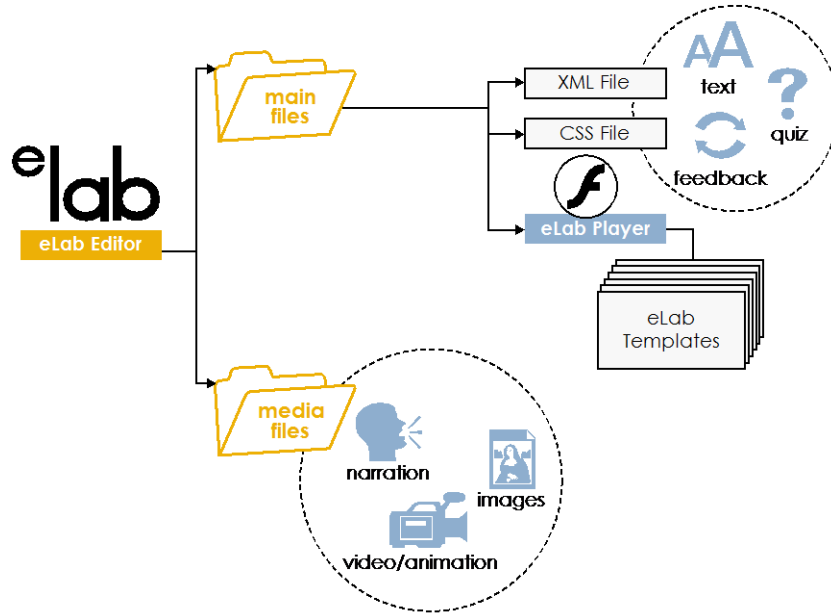 elab
eLab Editor
main
files
XML File
CSS File
AA
text
?
quiz
feedback
f
eLab Player
eLab
Templates
media
files
narration
images
video/animation